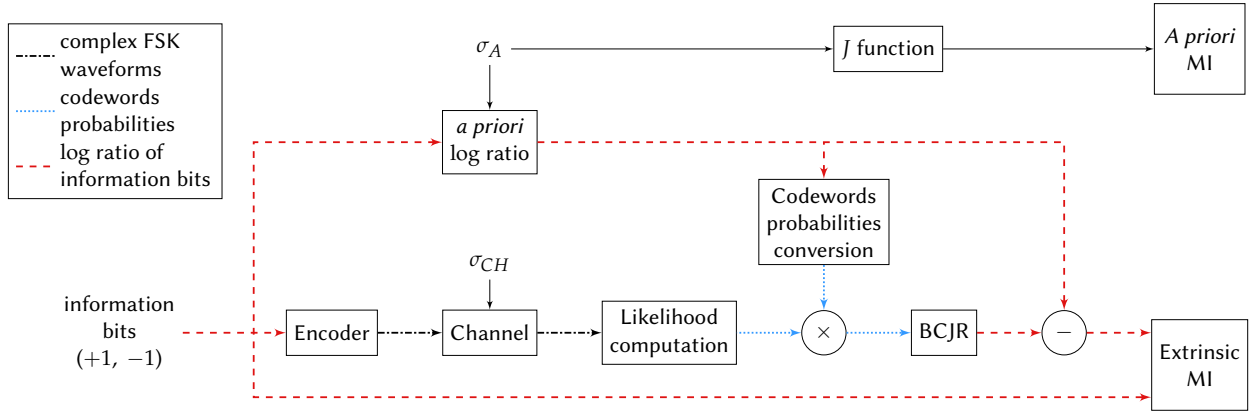 complex FSK
waveforms
codewords
probabilities
log ratio of
information bits
σ_A
J function
A priori
MI
a priori
log ratio
Codewords
probabilities
conversion
σ_CH
information
bits
(+1, −1)
Encoder
Channel
Likelihood
computation
×
BCJR
−
Extrinsic
MI